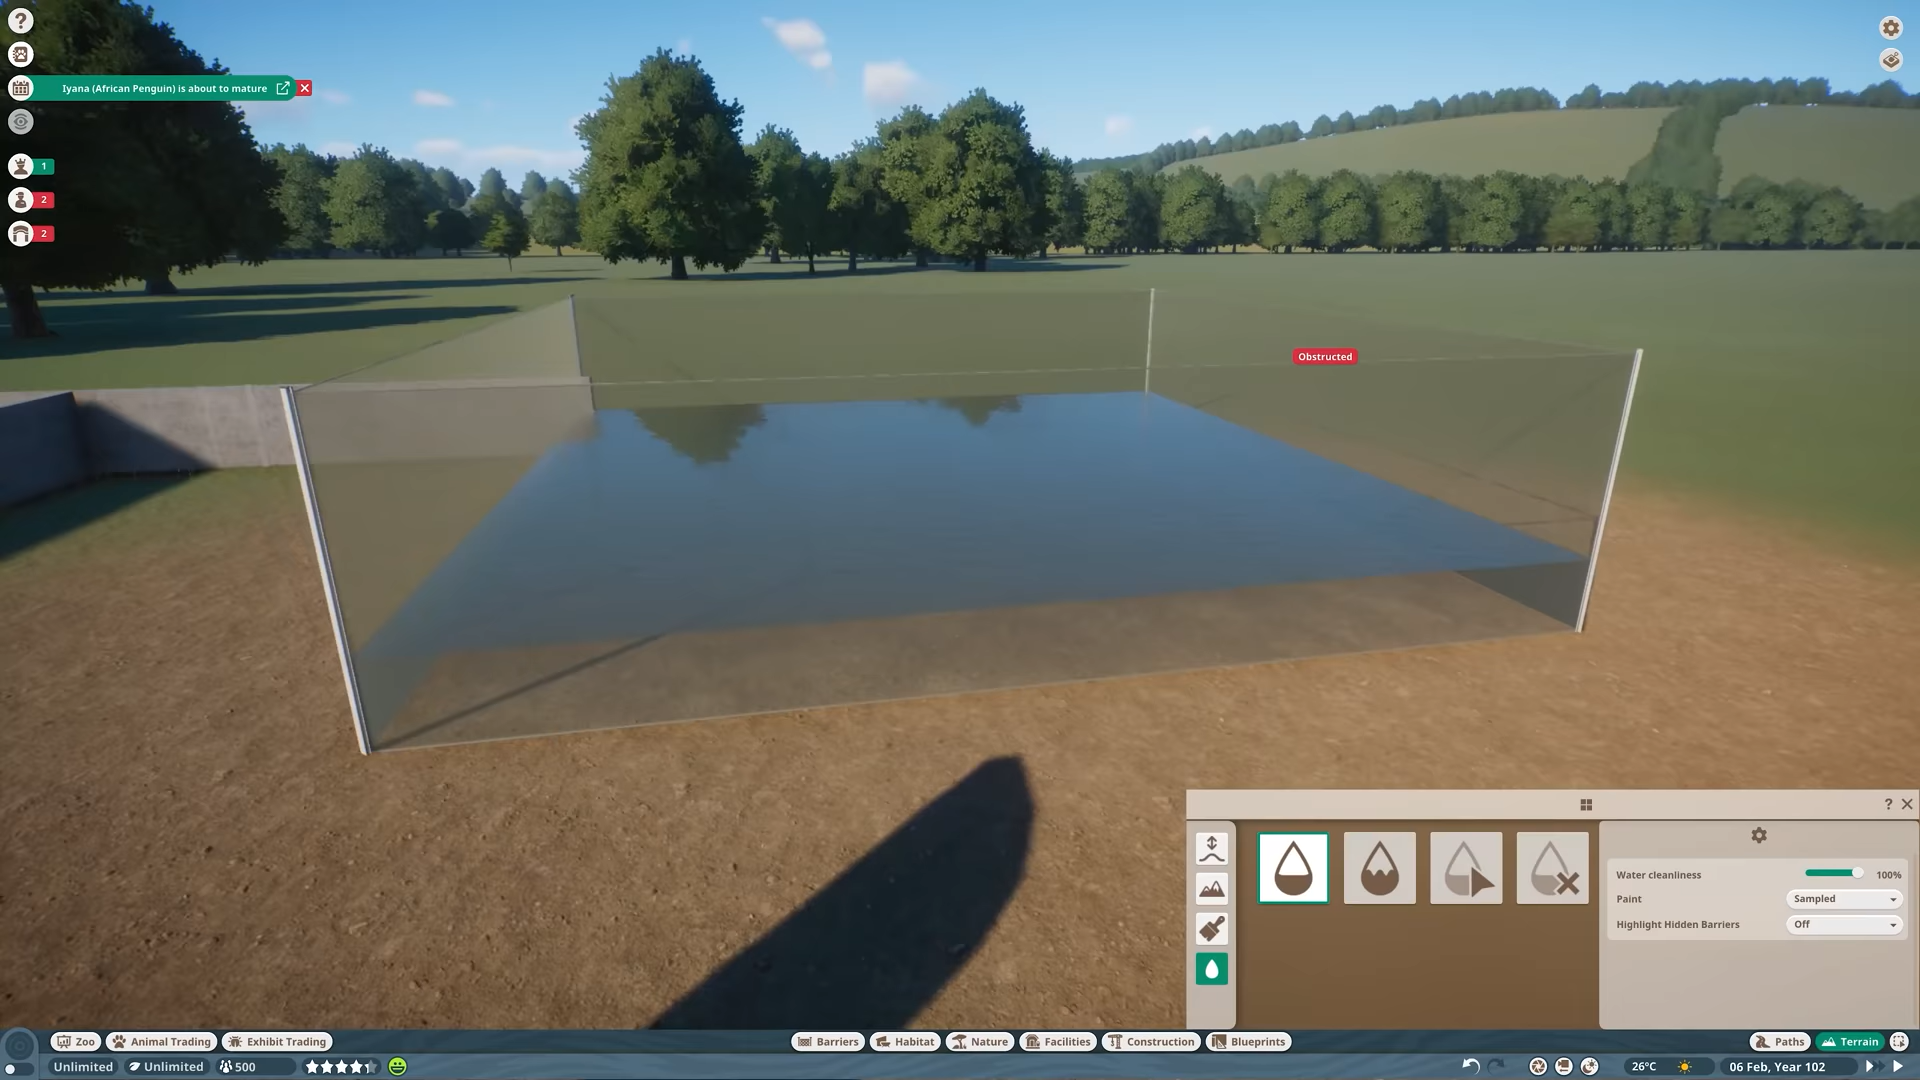 ?
Iyana (African Penguin) is about to mature
1
2
2
Obstructed
?
Water cleanliness 100%
Paint Sampled
Highlight Hidden Barriers Off
Zoo Animal Trading Exhibit Trading Barriers Habitat Nature Facilities Construction Blueprints Paths Terrain
Unlimited Unlimited 500 26°C 06 Feb, Year 102